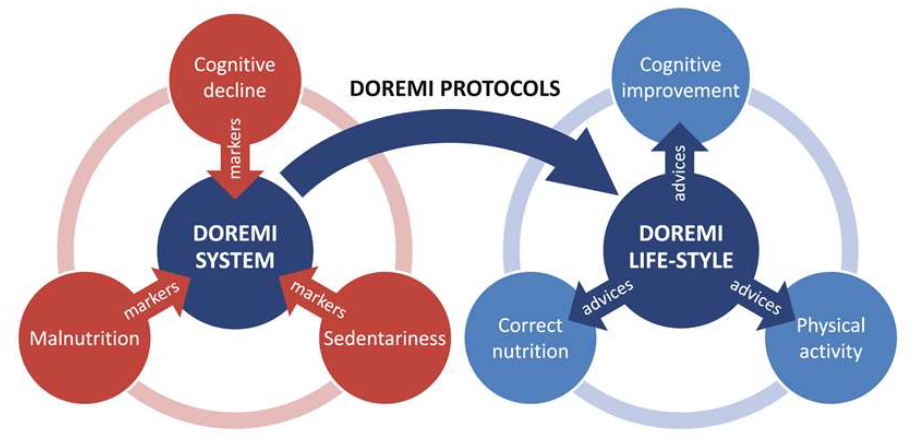 Cognitive
decline
markers
DOREMI
SYSTEM
markers
Malnutrition
markers
Sedentariness
DOREMI PROTOCOLS
Cognitive
improvement
advices
DOREMI
LIFE-STYLE
advices
Correct
nutrition
advices
Physical
activity